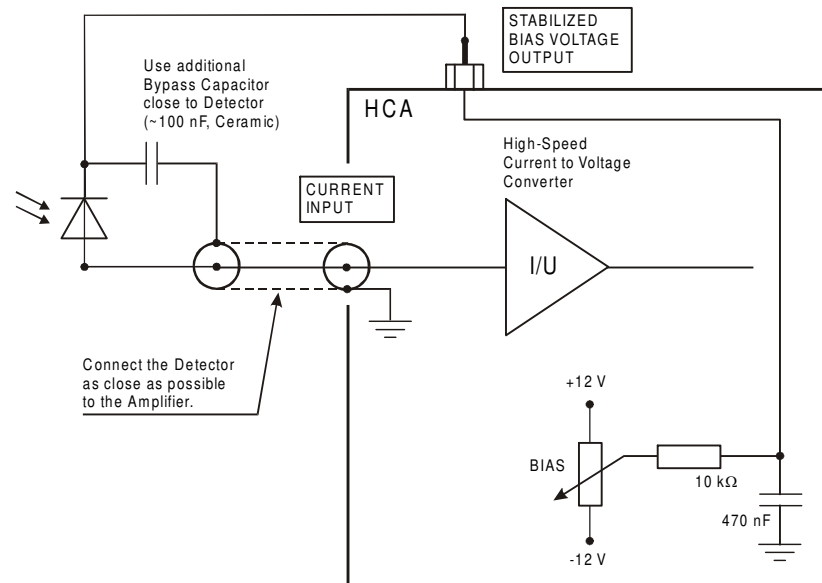 STABILIZED
BIAS VOLTAGE
OUTPUT
Use additional
Bypass Capacitor
close to Detector
(~100 nF, Ceramic)
HCA
High-Speed
Current to Voltage
Converter
CURRENT
INPUT
I/U
Connect the Detector
as close as possible
to the Amplifier.
+12 V
BIAS
10 kΩ
470 nF
-12 V